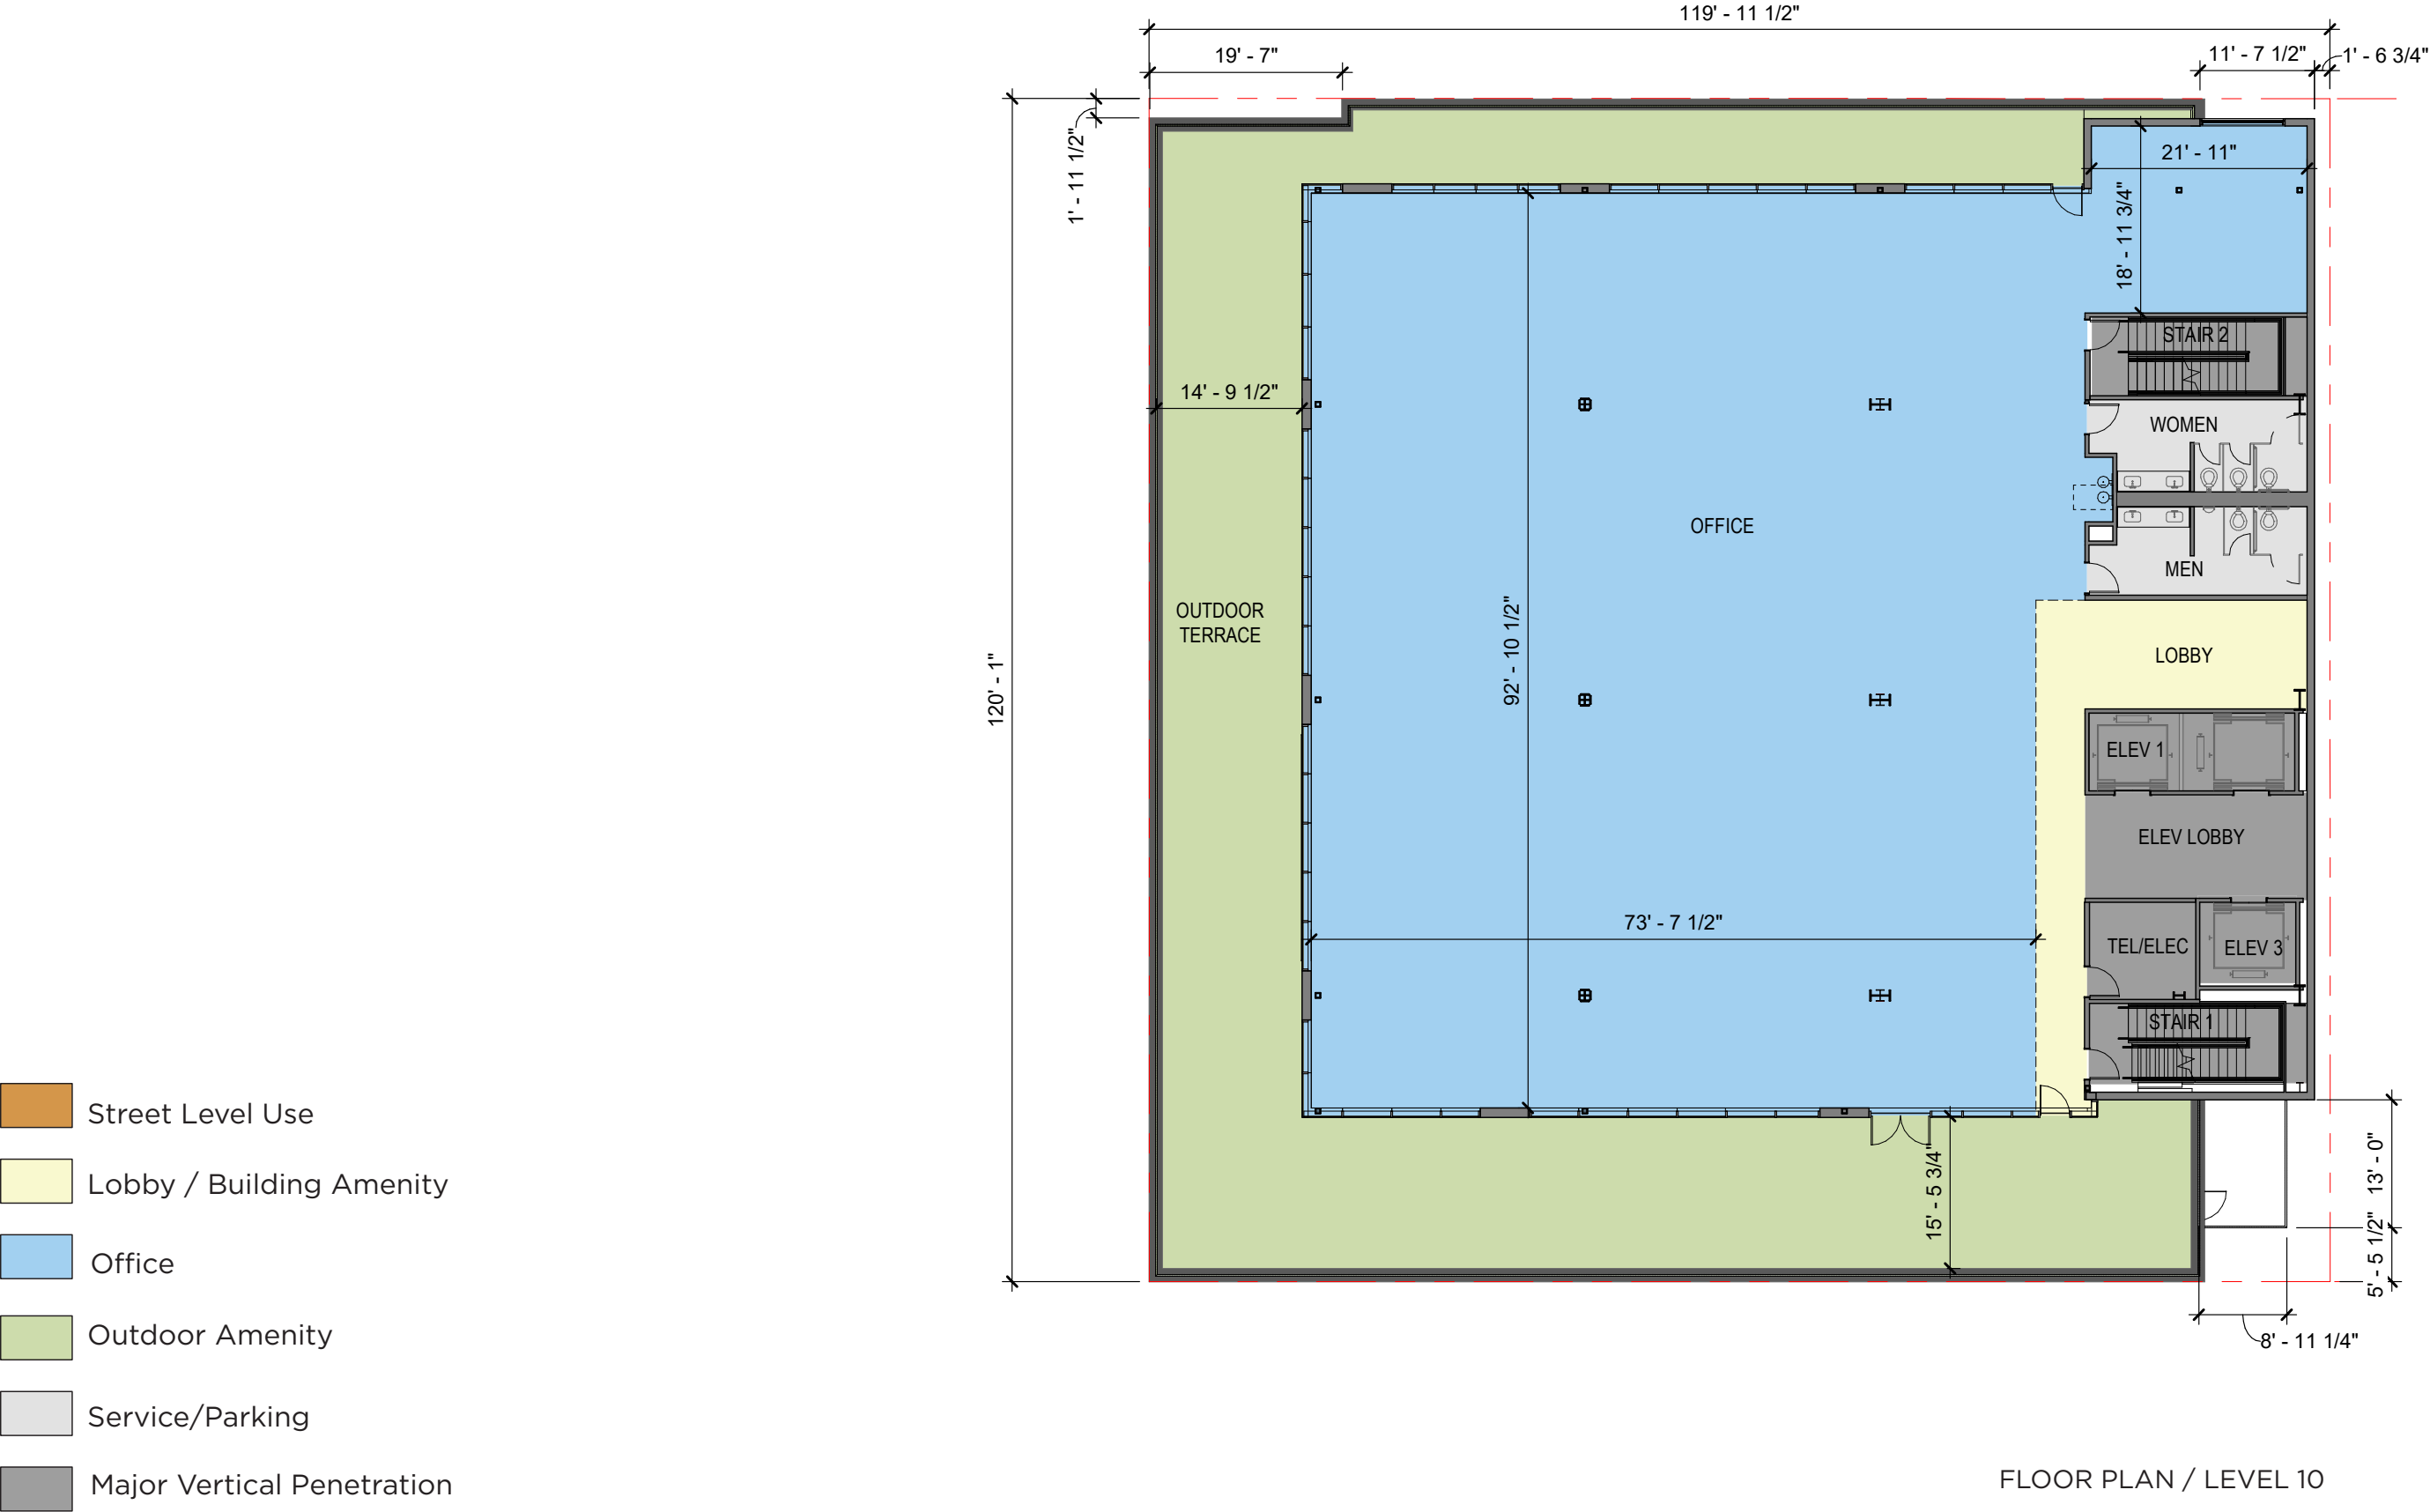 119' - 11 1/2"
19' - 7"
11' - 7 1/2"
1' - 6 3/4"
1' - 11 1/2"
21' - 11"
18' - 11 3/4"
STAIR 2
14' - 9 1/2"
WOMEN
OFFICE
MEN
OUTDOOR
TERRACE
92' - 10 1/2"
LOBBY
120' - 1"
ELEV 1
ELEV LOBBY
73' - 7 1/2"
TEL/ELEC
ELEV 3
STAIR 1
15' - 5 3/4"
13' - 0"
5' - 5 1/2"
8' - 11 1/4"
Street Level Use
Lobby / Building Amenity
Office
Outdoor Amenity
Service/Parking
Major Vertical Penetration
FLOOR PLAN / LEVEL 10